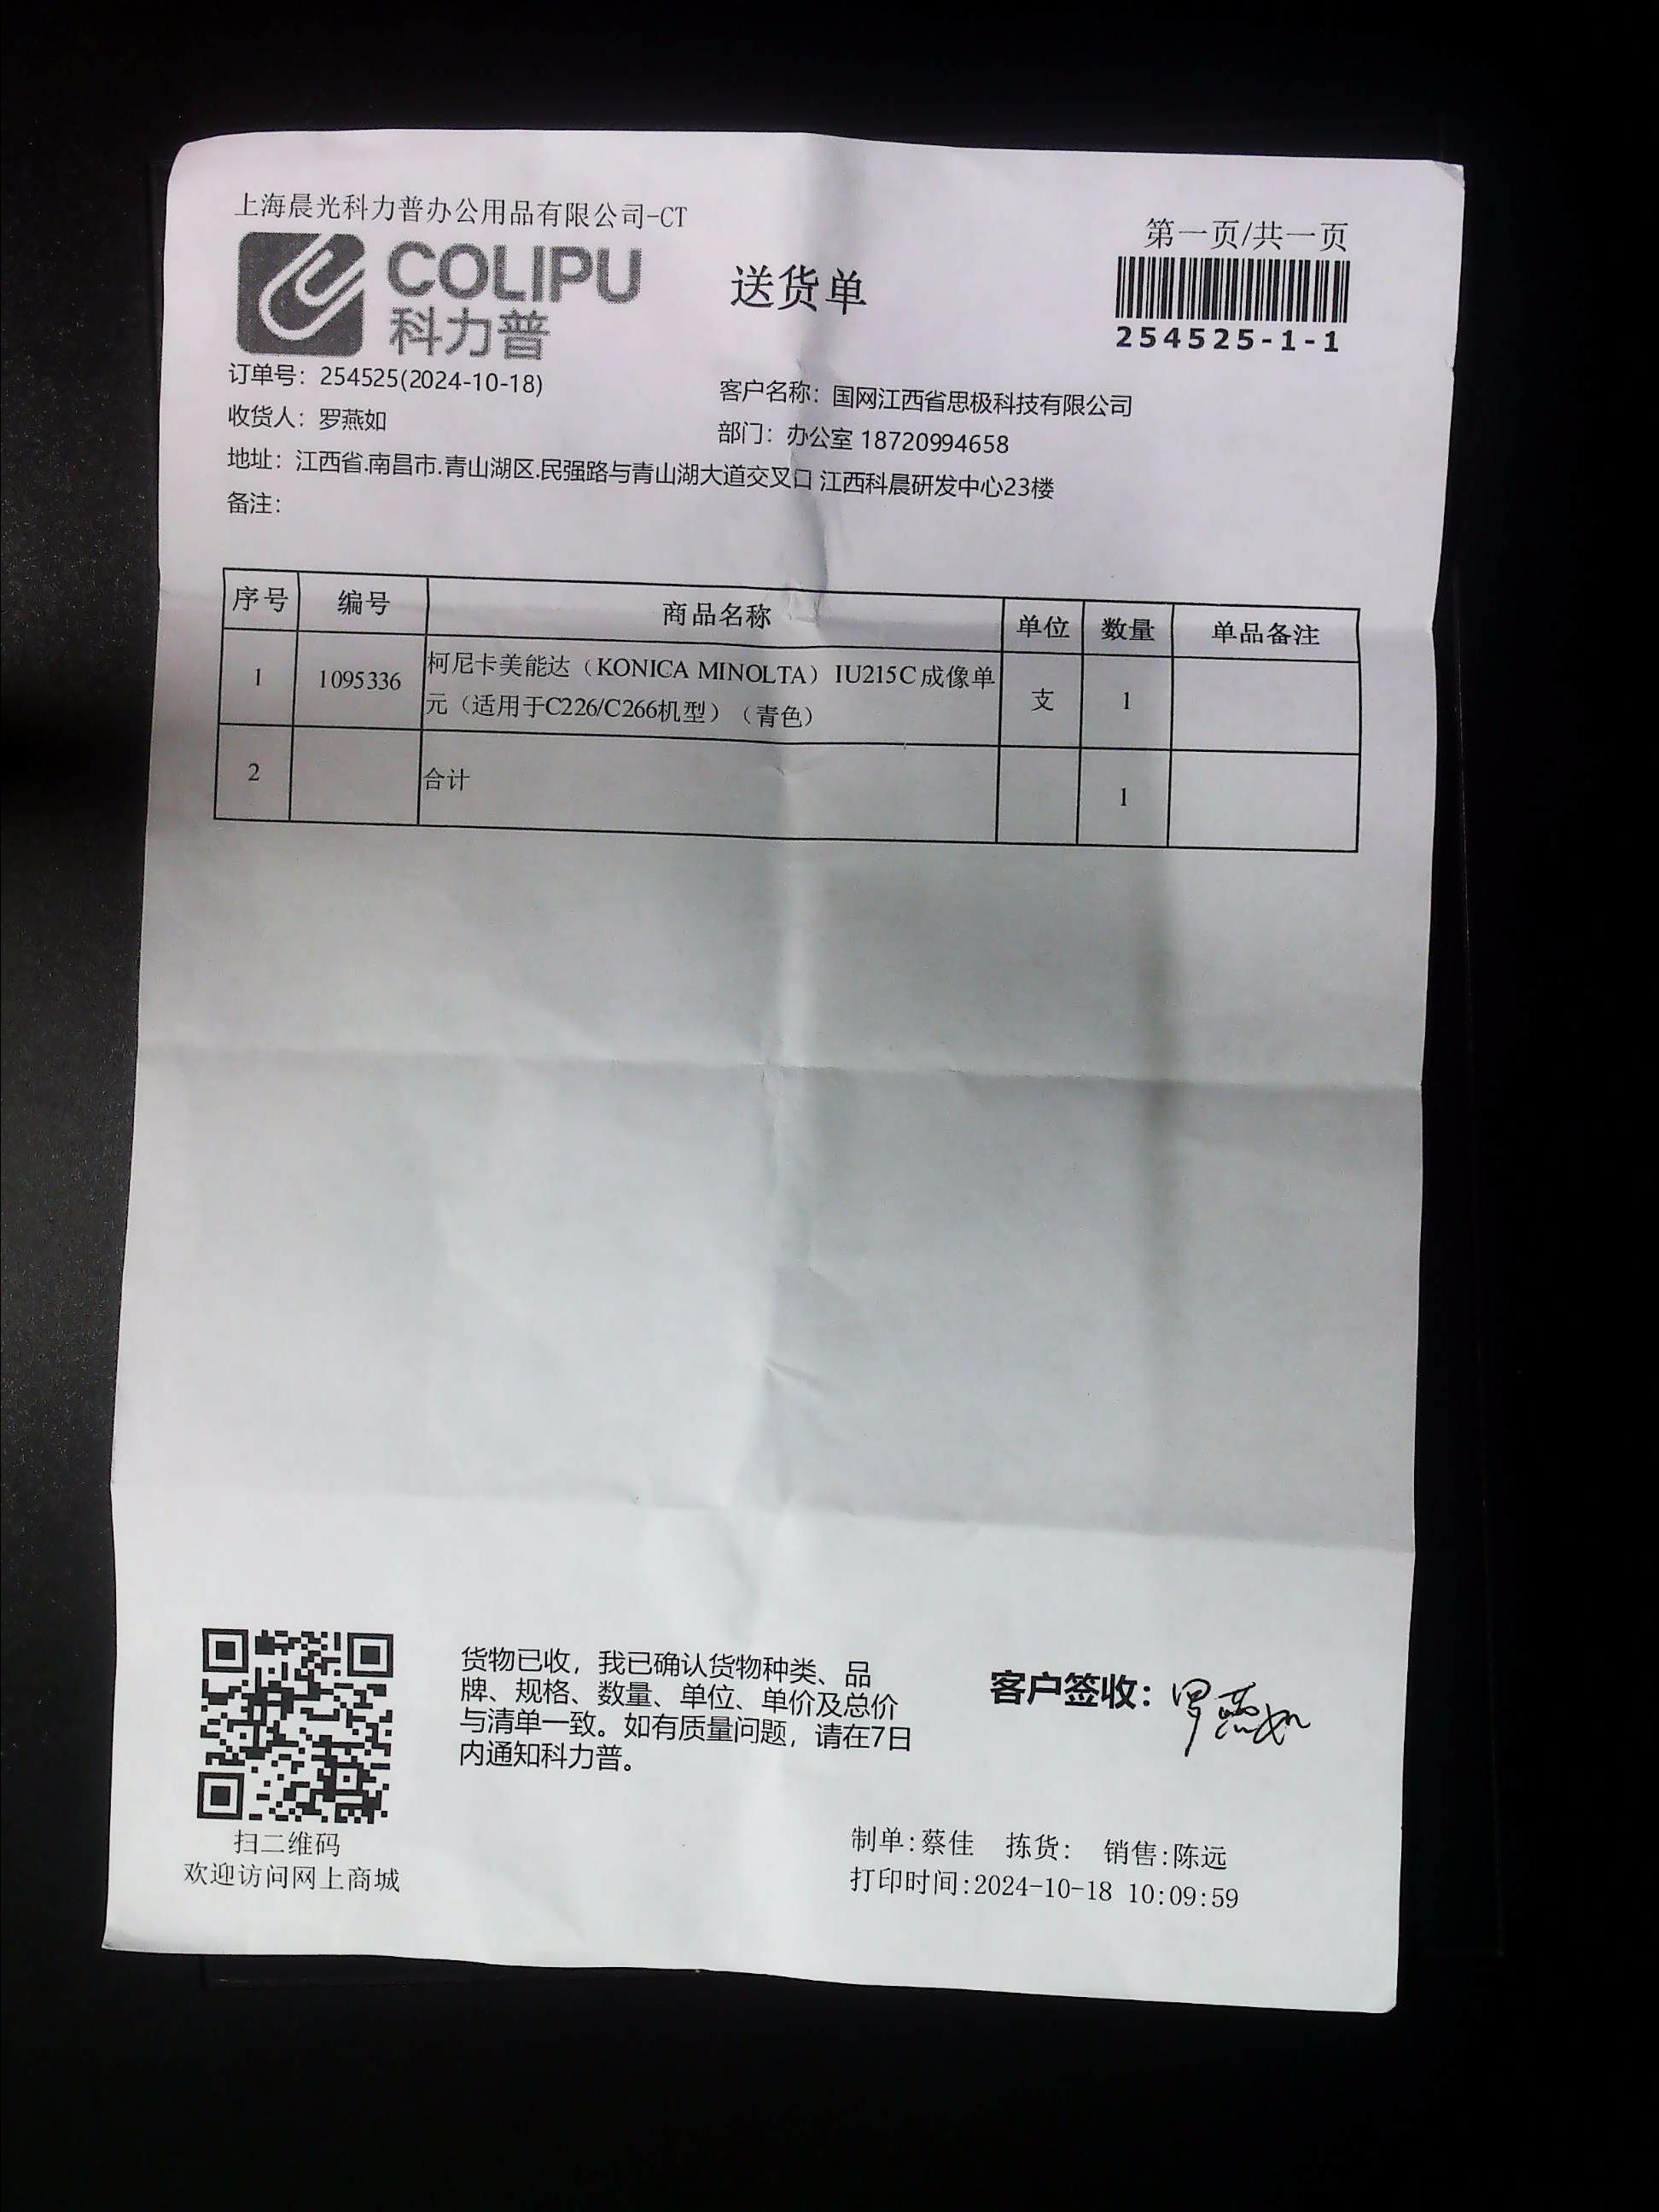 上海晨光科力普办公用品有限公司-CT
COLIPU
科力普
送货单
第一页/共一页
254525-1-1
订单号：254525(2024-10-18)
客户名称：国网江西省思极科技有限公司
收货人：罗燕如
部门：办公室 18720994658
地址：江西省.南昌市.青山湖区.民强路与青山湖大道交叉口 江西科晨研发中心23楼
备注：
序号 编号 商品名称 单位 数量 单品备注
1 1095336 柯尼卡美能达（KONICA MINOLTA）IU215C成像单
元（适用于C226/C266机型）（青色） 支 1
2 合计 1
货物已收，我已确认货物种类、品
牌、规格、数量、单位、单价及总价
与清单一致。如有质量问题，请在7日
内通知科力普。
客户签收：罗燕如
扫二维码
欢迎访问网上商城
制单:蔡佳 拣货: 销售:陈远
打印时间:2024-10-18 10:09:59